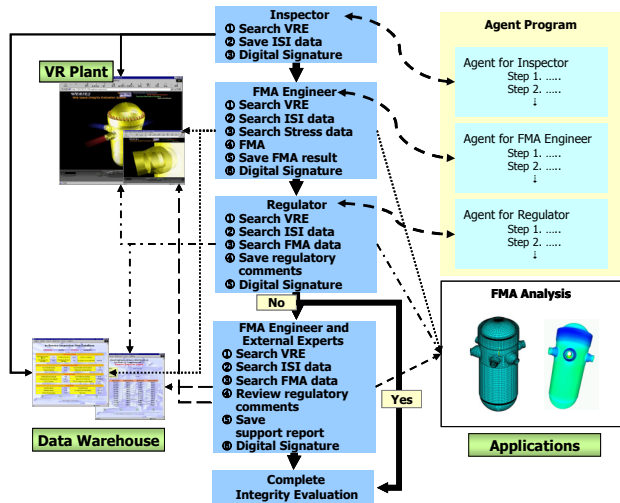 Inspector
① Search VRE
② Save ISI data
③ Digital Signature
VR Plant
FMA Engineer
① Search VRE
② Search ISI data
③ Search Stress data
④ FMA
⑤ Save FMA result
⑥ Digital Signature
Regulator
① Search VRE
② Search ISI data
③ Search FMA data
④ Save regulatory
comments
⑤ Digital Signature
No
FMA Engineer and
External Experts
① Search VRE
② Search ISI data
③ Search FMA data
④ Review regulatory
comments
⑤ Save
support report
⑥ Digital Signature
Yes
Data Warehouse
Complete
Integrity Evaluation
Agent Program
Agent for Inspector
Step 1. …..
Step 2. …..
↓
Agent for FMA Engineer
Step 1. …..
Step 2. …..
↓
Agent for Regulator
Step 1. …..
Step 2. …..
↓
FMA Analysis
Applications